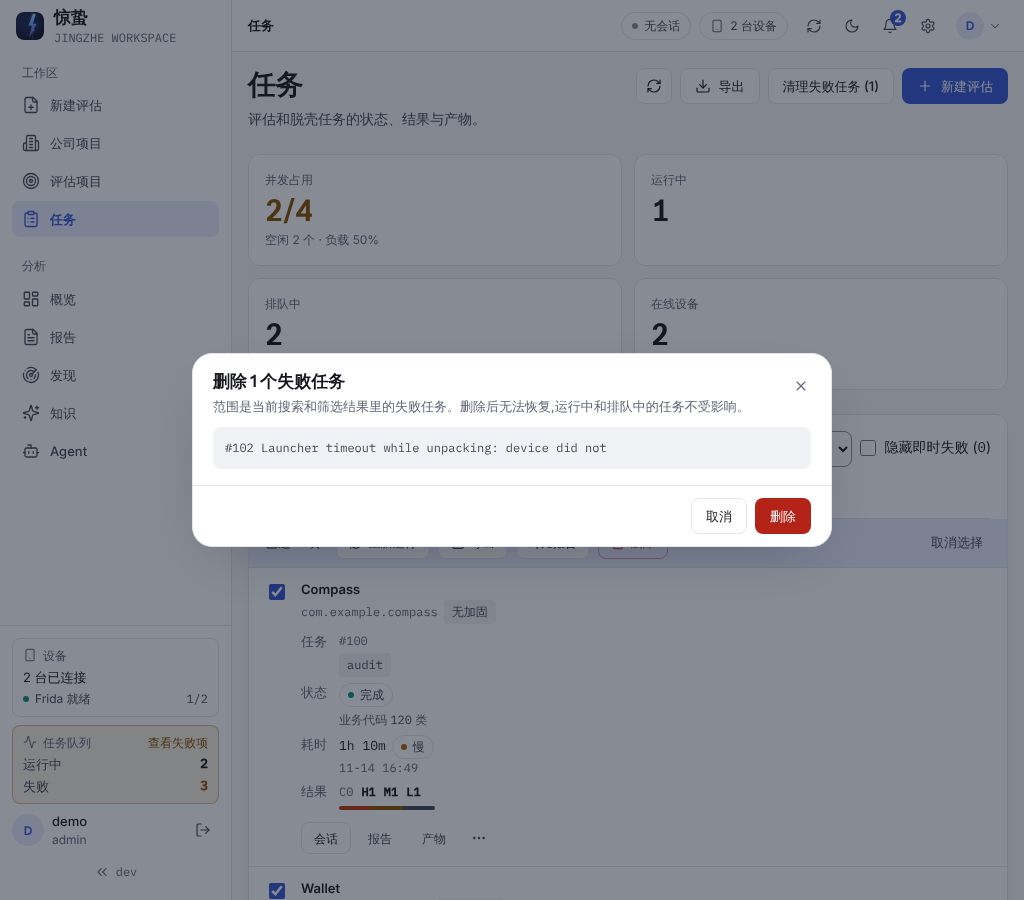 惊蛰
JINGZHE WORKSPACE
工作区
新建评估
公司项目
评估项目
任务
分析
概览
报告
发现
知识
Agent
设备
2 台已连接
Frida 就绪 1/2
任务队列 查看失败项
运行中 2
失败 3
D demo
admin
dev
任务
无会话
2 台设备
2
D
任务
评估和脱壳任务的状态、结果与产物。
导出
清理失败任务 (1)
新建评估
并发占用
2/4
空闲 2 个 · 负载 50%
运行中
1
排队中
2
在线设备
2
隐藏即时失败 (0)
删除 1 个失败任务
范围是当前搜索和筛选结果里的失败任务。删除后无法恢复,运行中和排队中的任务不受影响。
#102 Launcher timeout while unpacking: device did not
取消
删除
取消选择
Compass
com.example.compass 无加固
任务 #100
audit
状态 完成
业务代码 120 类
耗时 1h 10m 慢
11-14 16:49
结果 C0 H1 M1 L1
会话 报告 产物 ···
Wallet